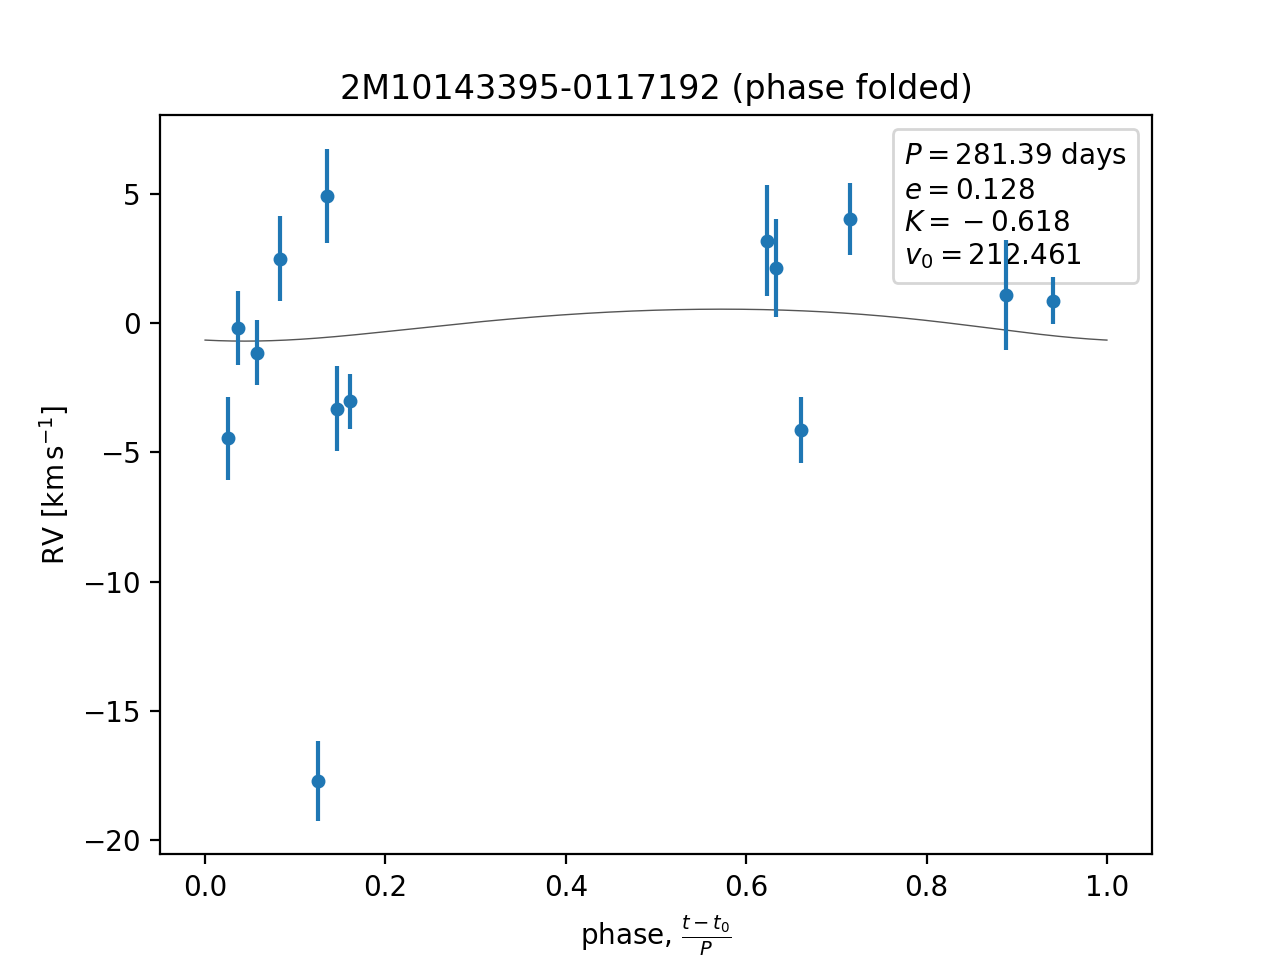 2M10143395-0117192 (phase folded)
P = 281.39 days
e = 0.128
K = −0.618
v₀ = 212.461
5
0
−5
−10
−15
−20
RV [km s⁻¹]
0.0 0.2 0.4 0.6 0.8 1.0
phase, (t − t₀)/P